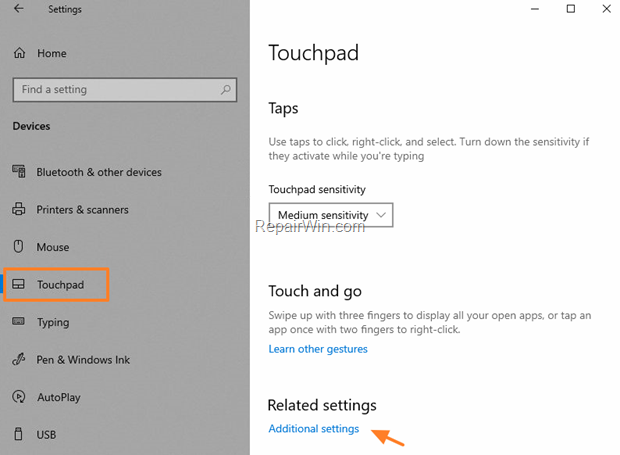 Settings
Home
Find a setting
Devices
Bluetooth & other devices
Printers & scanners
Mouse
Touchpad
Typing
Pen & Windows Ink
AutoPlay
USB
Touchpad
Taps
Use taps to click, right-click, and select. Turn down the sensitivity if
they activate while you're typing
Touchpad sensitivity
Medium sensitivity
RepairWin.com
Touch and go
Swipe up with three fingers to display all your open apps, or tap an
app once with two fingers to right-click.
Learn other gestures
Related settings
Additional settings